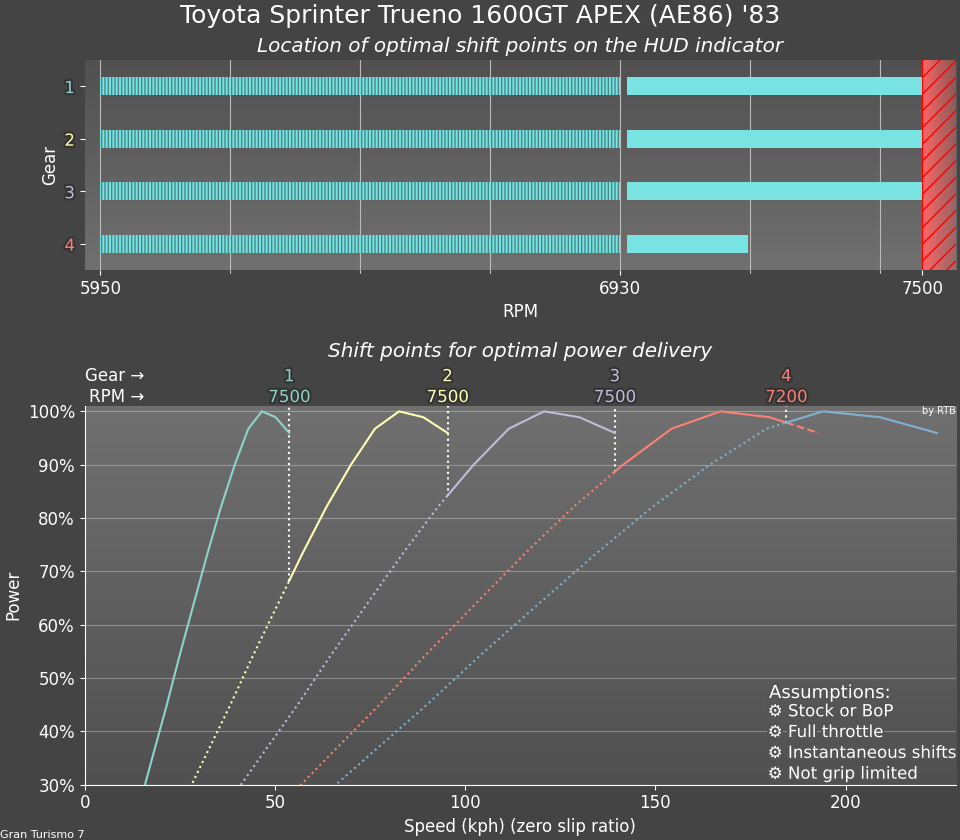 Toyota Sprinter Trueno 1600GT APEX (AE86) '83
Location of optimal shift points on the HUD indicator
Gear
1
2
3
4
5950 6930 7500
RPM
Shift points for optimal power delivery
Gear → 1 2 3 4
RPM → 7500 7500 7500 7200
by RTB
Power
100%
90%
80%
70%
60%
50%
40%
30%
Assumptions:
⚙ Stock or BoP
⚙ Full throttle
⚙ Instantaneous shifts
⚙ Not grip limited
0 50 100 150 200
Speed (kph) (zero slip ratio)
Gran Turismo 7